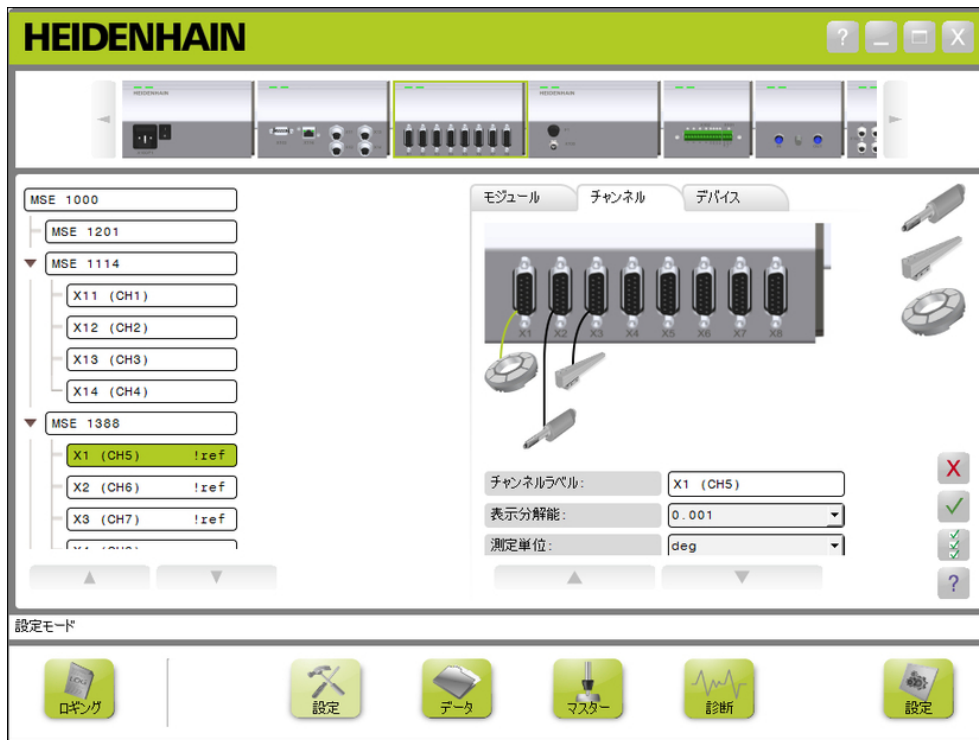 HEIDENHAIN
? _ X
HEIDENHAIN
HEIDENHAIN
MSE 1000
MSE 1201
MSE 1114
X11 (CH1)
X12 (CH2)
X13 (CH3)
X14 (CH4)
MSE 1388
X1 (CH5) !ref
X2 (CH6) !ref
X3 (CH7) !ref
モジュール チャンネル デバイス
X1 X2 X3 X4 X5 X6 X7 X8
チャンネルラベル: X1 (CH5)
表示分解能: 0.001
測定単位: deg
X
?
設定モード
LOG
ロギング 設定 データ マスター 診断 設定